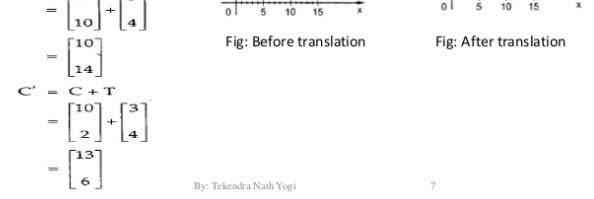 = [10] + [4]
0 5 10 15 x
0 5 10 15 x
Fig: Before translation
Fig: After translation
= [10
14]
C′ = C + T
= [10
2] + [3
4]
= [13
6]
By: Tekendra Nath Yogi
7